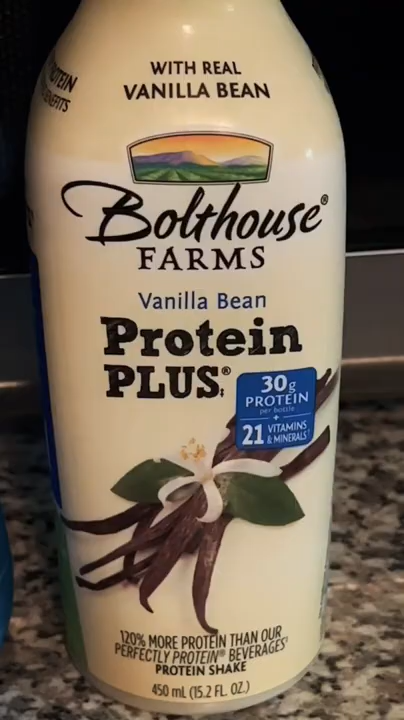 WITH REAL
VANILLA BEAN
PROTEIN
Bolthouse®
FARMS
Vanilla Bean
Protein
PLUS®‡
30g
PROTEIN
per bottle
+
21 VITAMINS
& MINERALS†
120% MORE PROTEIN THAN OUR
PERFECTLY PROTEIN® BEVERAGES†
PROTEIN SHAKE
450 mL (15.2 FL. OZ.)